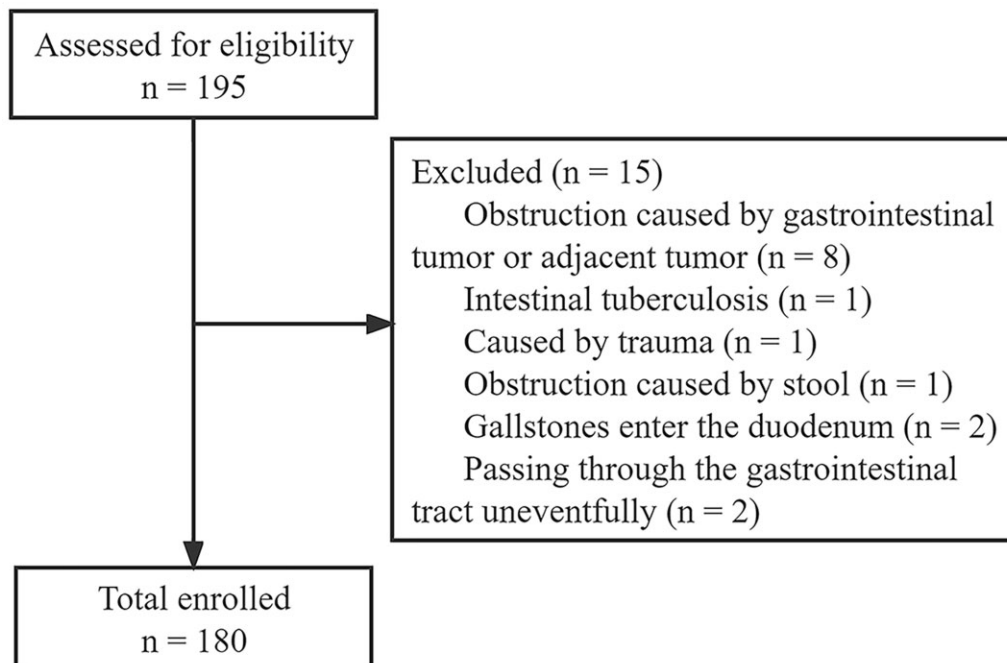 Assessed for eligibility
n = 195
Excluded (n = 15)
Obstruction caused by gastrointestinal
tumor or adjacent tumor (n = 8)
Intestinal tuberculosis (n = 1)
Caused by trauma (n = 1)
Obstruction caused by stool (n = 1)
Gallstones enter the duodenum (n = 2)
Passing through the gastrointestinal
tract uneventfully (n = 2)
Total enrolled
n = 180